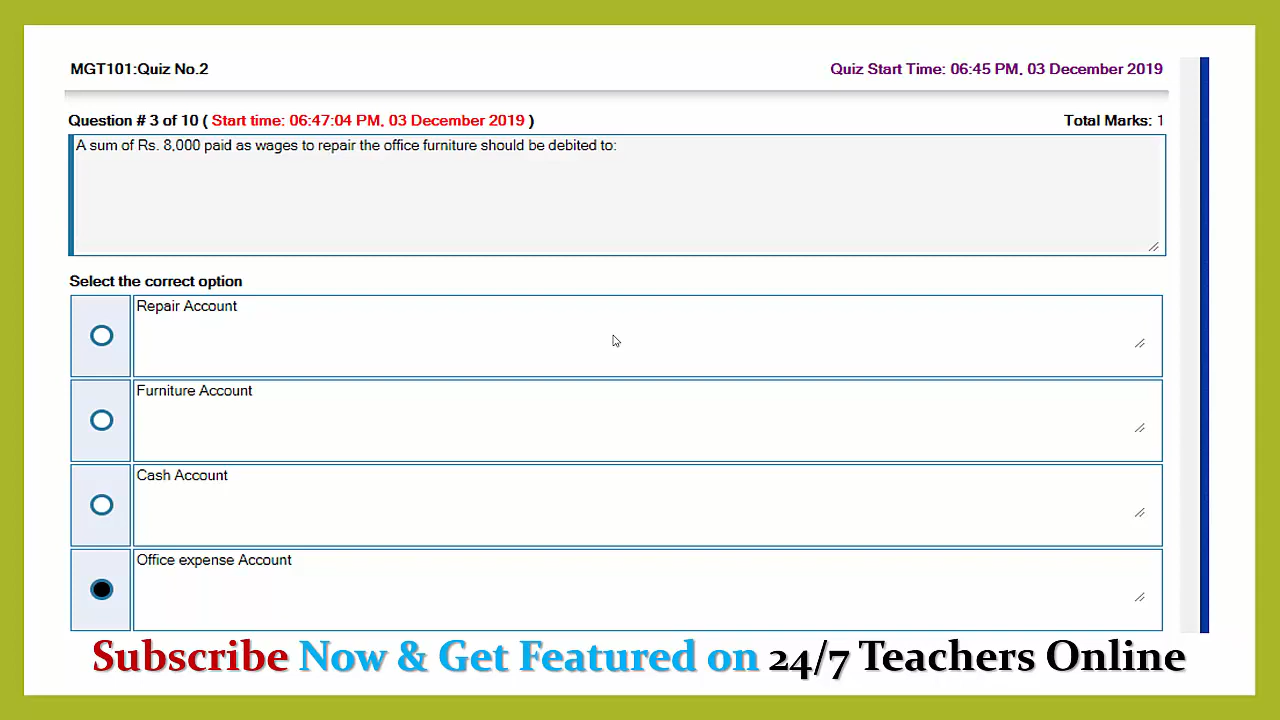 MGT101:Quiz No.2
Quiz Start Time: 06:45 PM, 03 December 2019
Question # 3 of 10 ( Start time: 06:47:04 PM, 03 December 2019 )
Total Marks: 1
A sum of Rs. 8,000 paid as wages to repair the office furniture should be debited to:
Select the correct option
Repair Account
Furniture Account
Cash Account
Office expense Account
Subscribe Now & Get Featured on 24/7 Teachers Online